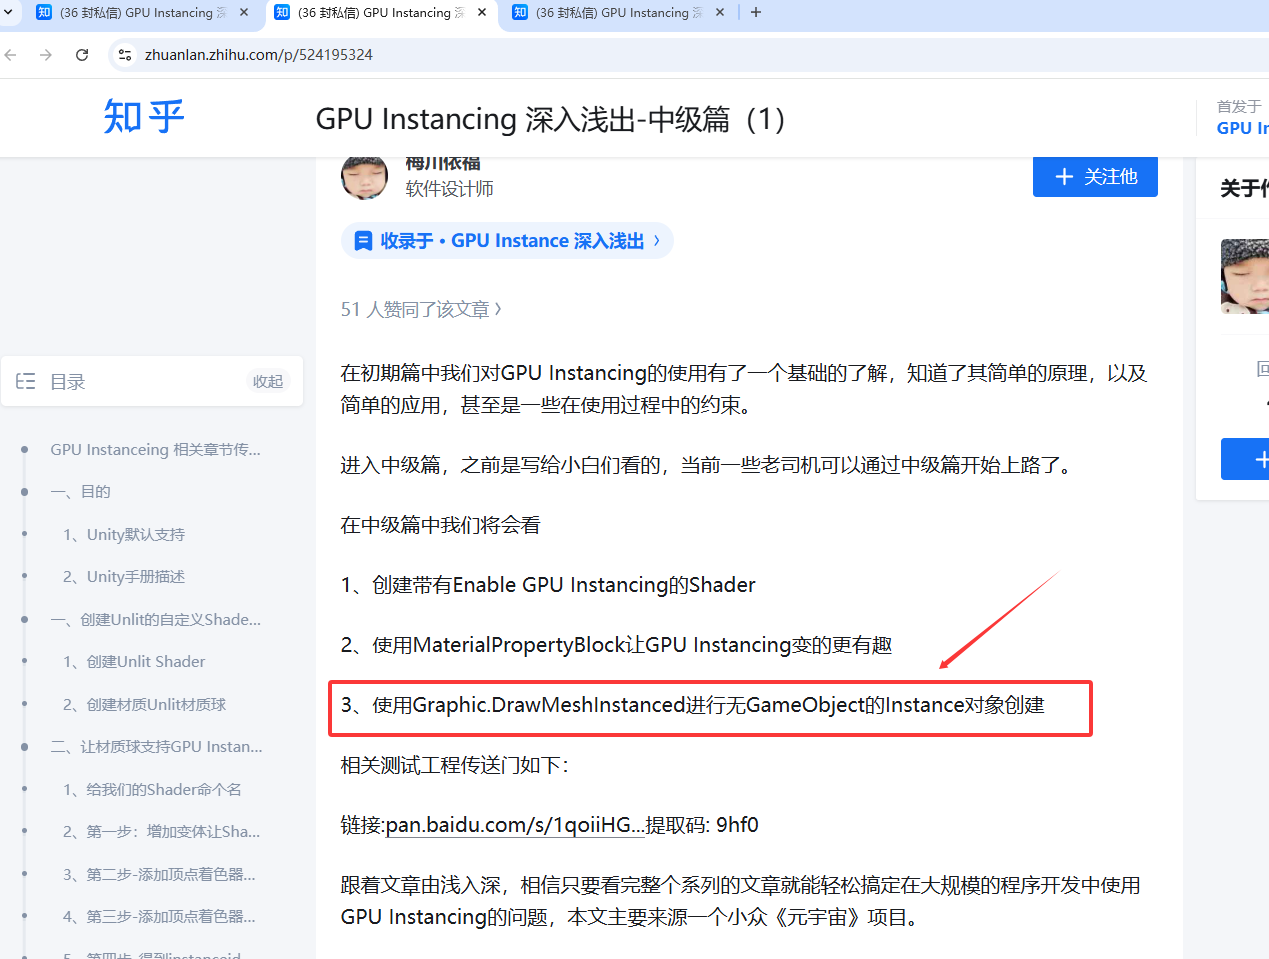 (36 封私信) GPU Instancing
(36 封私信) GPU Instancing
(36 封私信) GPU Instancing
zhuanlan.zhihu.com/p/524195324
知乎
GPU Instancing 深入浅出-中级篇（1）
首发于
GPU
梅川依福
软件设计师
关注他
关于
收录于 · GPU Instance 深入浅出 ›
51 人赞同了该文章 ›
目录
收起
GPU Instanceing 相关章节传...
一、目的
1、Unity默认支持
2、Unity手册描述
一、创建Unlit的自定义Shade...
1、创建Unlit Shader
2、创建材质Unlit材质球
二、让材质球支持GPU Instan...
1、给我们的Shader命个名
2、第一步：增加变体让Sha...
3、第二步-添加顶点着色器...
4、第三步-添加顶点着色器...
5、第四步-得到instanceid
在初期篇中我们对GPU Instancing的使用有了一个基础的了解，知道了其简单的原理，以及
简单的应用，甚至是一些在使用过程中的约束。
进入中级篇，之前是写给小白们看的，当前一些老司机可以通过中级篇开始上路了。
在中级篇中我们将会看
1、创建带有Enable GPU Instancing的Shader
2、使用MaterialPropertyBlock让GPU Instancing变的更有趣
3、使用Graphic.DrawMeshInstanced进行无GameObject的Instance对象创建
相关测试工程传送门如下：
链接:pan.baidu.com/s/1qoiiHG...提取码: 9hf0
跟着文章由浅入深，相信只要看完整个系列的文章就能轻松搞定在大规模的程序开发中使用
GPU Instancing的问题，本文主要来源一个小众《元宇宙》项目。